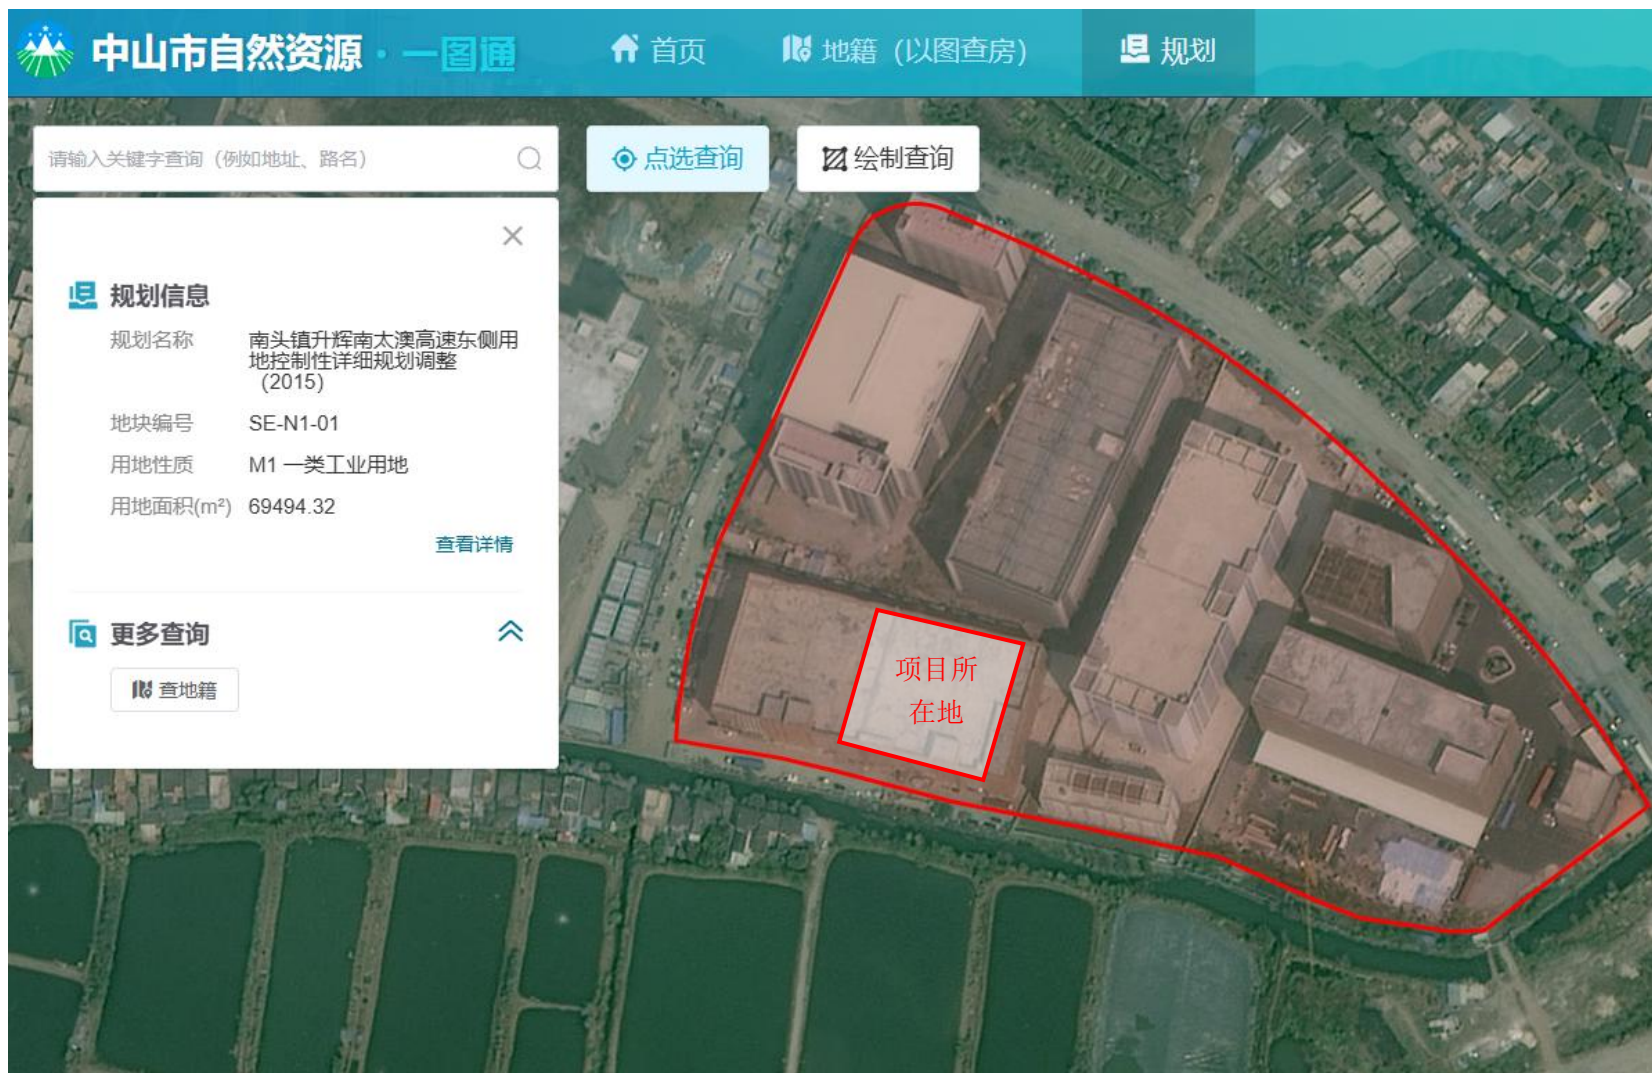 中山市自然资源·一图通
首页
地籍（以图查房）
规划
请输入关键字查询（例如地址、路名）
点选查询
绘制查询
规划信息
规划名称
南头镇升辉南太澳高速东侧用
地控制性详细规划调整
（2015）
地块编号
SE-N1-01
用地性质
M1 一类工业用地
用地面积(m²)
69494.32
查看详情
更多查询
查地籍
项目所
在地